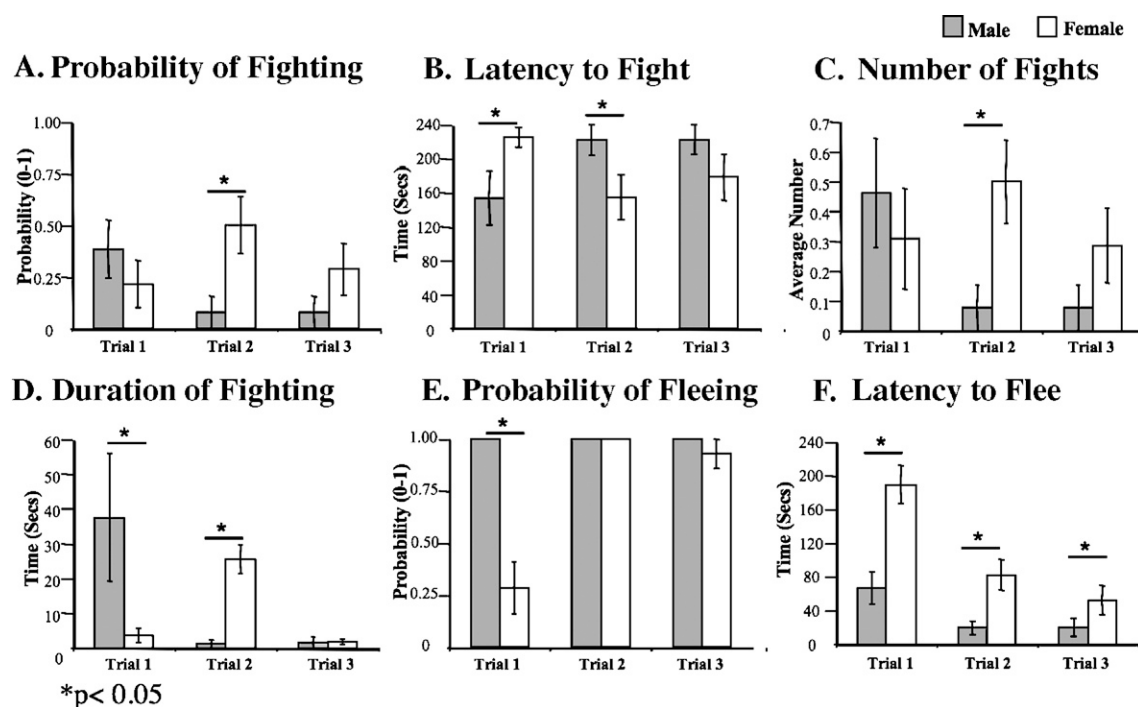 Male Female
A. Probability of Fighting
1.00
0.75
0.50
0.25
0
Probability (0-1)
*
Trial 1 Trial 2 Trial 3
B. Latency to Fight
240
200
160
120
80
40
0
Time (Secs)
* *
Trial 1 Trial 2 Trial 3
C. Number of Fights
0.7
0.6
0.5
0.4
0.3
0.2
0.1
0
Average Number
*
Trial 1 Trial 2 Trial 3
D. Duration of Fighting
60
50
40
30
20
10
0
Time (Secs)
* *
Trial 1 Trial 2 Trial 3
*p< 0.05
E. Probability of Fleeing
1.00
0.75
0.50
0.25
0
Probability (0-1)
*
Trial 1 Trial 2 Trial 3
F. Latency to Flee
240
200
160
120
80
40
0
Time (Secs)
* * *
Trial 1 Trial 2 Trial 3